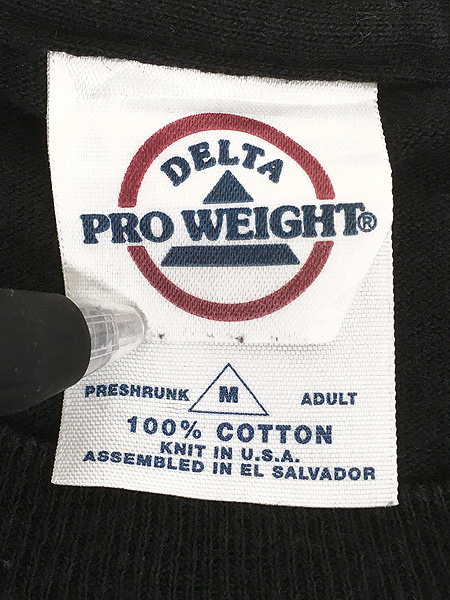 DELTA
PRO WEIGHT®
PRESHRUNK M ADULT
100% COTTON
KNIT IN U.S.A.
ASSEMBLED IN EL SALVADOR